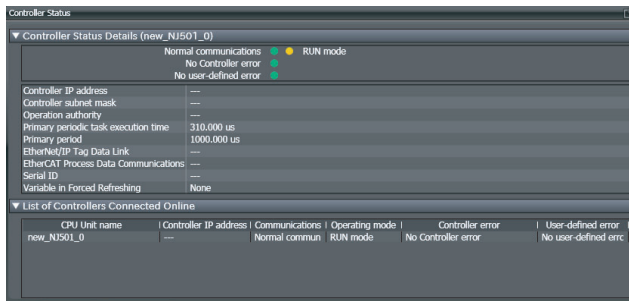 Controller Status
Controller Status Details (new_NJ501_0)
Normal communications RUN mode
No Controller error
No user-defined error
Controller IP address ---
Controller subnet mask ---
Operation authority ---
Primary periodic task execution time 310.000 us
Primary period 1000.000 us
EtherNet/IP Tag Data Link ---
EtherCAT Process Data Communications ---
Serial ID ---
Variable in Forced Refreshing None
List of Controllers Connected Online
CPU Unit name Controller IP address Communications Operating mode Controller error User-defined error
new_NJ501_0 --- Normal commun RUN mode No Controller error No user-defined errc